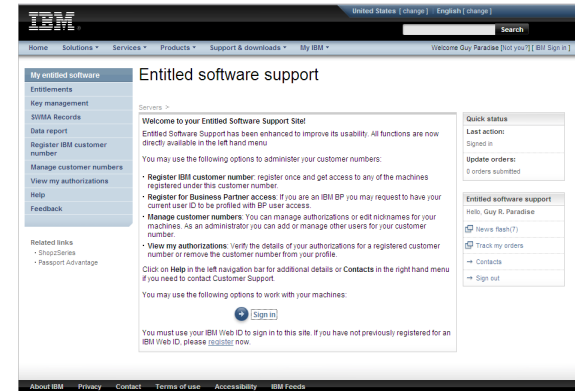 United States [ change ] | English [ change ]
IBM®
Search
Home Solutions Services Products Support & downloads My IBM Welcome Guy Paradise [Not you?] [ IBM Sign in ]
My entitled software
Entitlements
Key management
SWMA Records
Data report
Register IBM customer
number
Manage customer numbers
View my authorizations
Help
Feedback
Related links
· ShopzSeries
· Passport Advantage
Entitled software support
Servers >
Welcome to your Entitled Software Support Site!
Entitled Software Support has been enhanced to improve its usability. All functions are now
directly available in the left hand menu
You may use the following options to administer your customer numbers:
· Register IBM customer number: register once and get access to any of the machines
registered under this customer number.
· Register for Business Partner access: If you are an IBM BP you may request to have your
current user ID to be profiled with BP user access.
· Manage customer numbers: You can manage authorizations or edit nicknames for your
machines. As an administrator you can add or manage other users for your customer
number.
· View my authorizations: Verify the details of your authorizations for a registered customer
number or remove the customer number from your profile.
Click on Help in the left navigation bar for additional details or Contacts in the right hand menu
if you need to contact Customer Support.
You may use the following options to work with your machines:
Sign in
You must use your IBM Web ID to sign in to this site. If you have not previously registered for an
IBM Web ID, please register now.
Quick status
Last action:
Signed in
Update orders:
0 orders submitted
Entitled software support
Hello, Guy R. Paradise
News flash(7)
Track my orders
→ Contacts
→ Sign out
About IBM Privacy Contact Terms of use Accessibility IBM Feeds